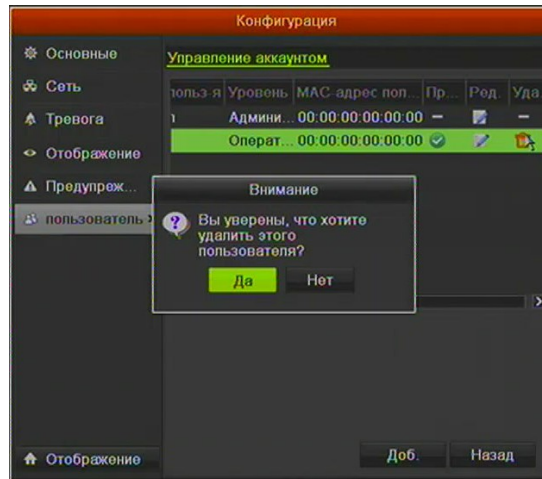 Конфигурация
Основные
Сеть
Тревога
Отображение
Предупреж...
пользователь
Отображение
Управление аккаунтом
польз-я Уровень MAC-адрес пол... Пр... Ред. Уда
Админи... 00:00:00:00:00:00 –
Операт... 00:00:00:00:00:00
Внимание
Вы уверены, что хотите
удалить этого
пользователя?
Да Нет
Доб. Назад